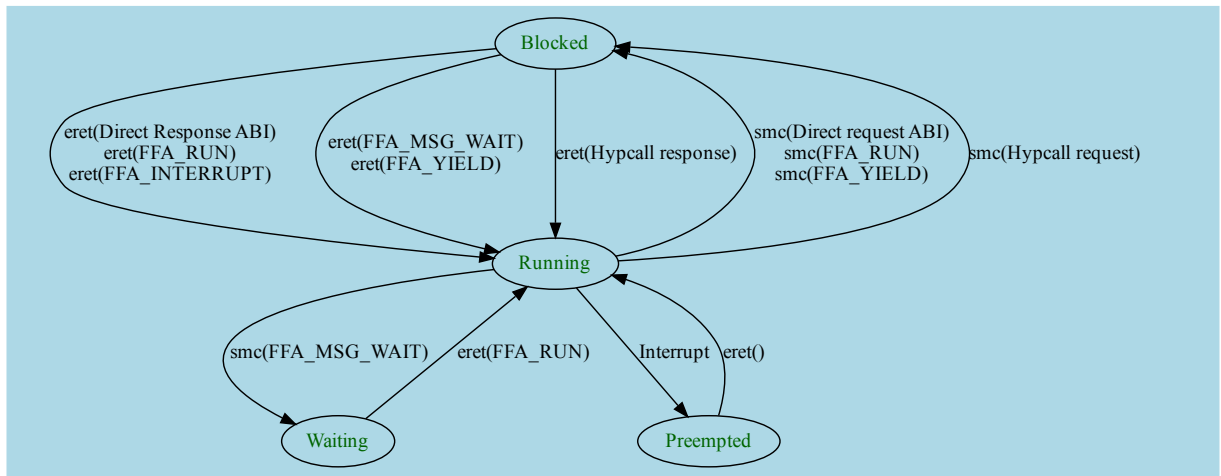 Blocked
eret(Direct Response ABI)
eret(FFA_RUN)
eret(FFA_INTERRUPT)
eret(FFA_MSG_WAIT)
eret(FFA_YIELD)
eret(Hypcall response)
smc(Direct request ABI)
smc(FFA_RUN)
smc(FFA_YIELD)
smc(Hypcall request)
Running
smc(FFA_MSG_WAIT)
eret(FFA_RUN)
Interrupt
eret()
Waiting
Preempted